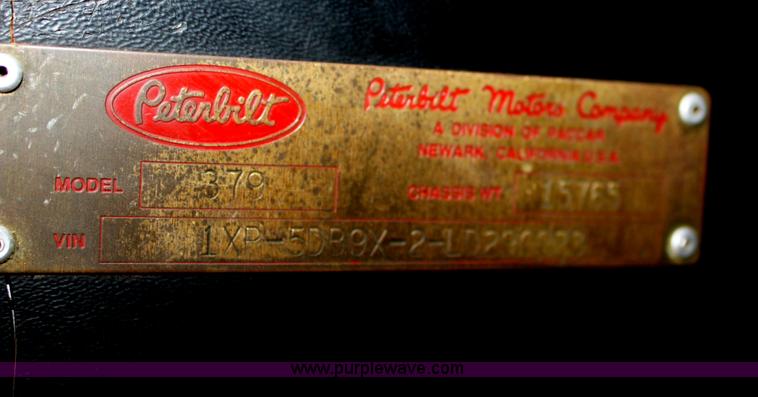 Peterbilt
Peterbilt Motors Company
A DIVISION OF PACCAR
NEWARK, CALIFORNIA U.S.A.
MODEL 379
CHASSIS WT. 15765
VIN
www.purplewave.com